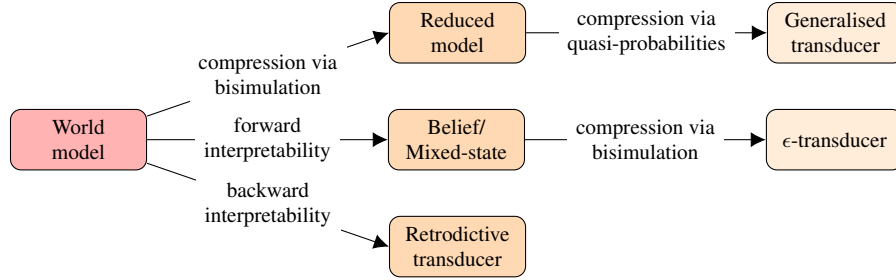 Reduced
model
compression via
quasi-probabilities
Generalised
transducer
compression via
bisimulation
World
model
forward
interpretability
Belief/
Mixed-state
compression via
bisimulation
ϵ-transducer
backward
interpretability
Retrodictive
transducer